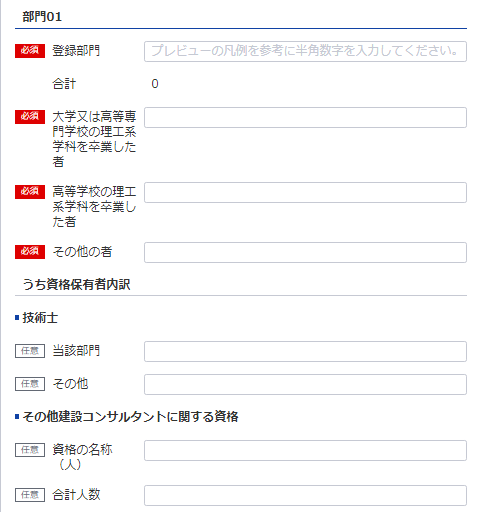 部門01
必須 登録部門 プレビューの凡例を参考に半角数字を入力してください。
合計 0
必須 大学又は高等専
門学校の理工系
学科を卒業した
者
必須 高等学校の理工
系学科を卒業し
た者
必須 その他の者
うち資格保有者内訳
技術士
任意 当該部門
任意 その他
その他建設コンサルタントに関する資格
任意 資格の名称
（人）
任意 合計人数